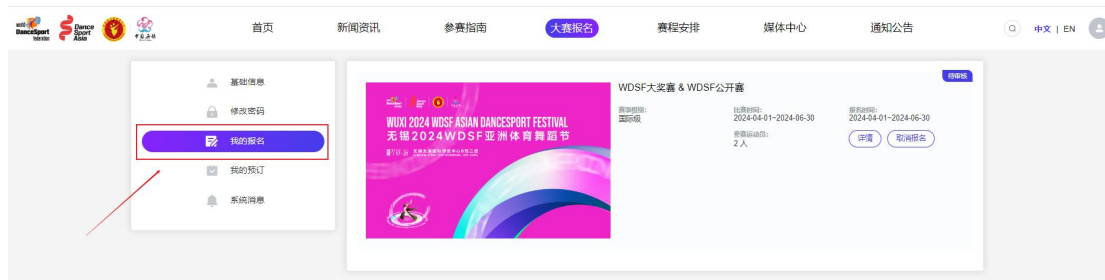 world
DanceSport
federation
Dance
Sport
Asia
首页
新闻资讯
参赛指南
大赛报名
赛程安排
媒体中心
通知公告
中文 | EN
基础信息
修改密码
我的报名
我的预订
系统消息
WUXI 2024 WDSF ASIAN DANCESPORT FESTIVAL
无锡2024WDSF亚洲体育舞蹈节
待审核
WDSF大奖赛 & WDSF公开赛
赛事级别:
国际级
比赛时间:
2024-04-01~2024-06-30
报名时间:
2024-04-01~2024-06-30
参赛运动员:
2 人
详情
取消报名